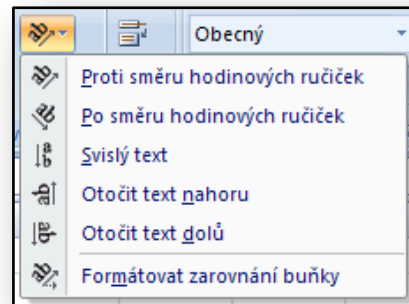 Obecný
Proti směru hodinových ručiček
Po směru hodinových ručiček
Svislý text
Otočit text nahoru
Otočit text dolů
Formátovat zarovnání buňky